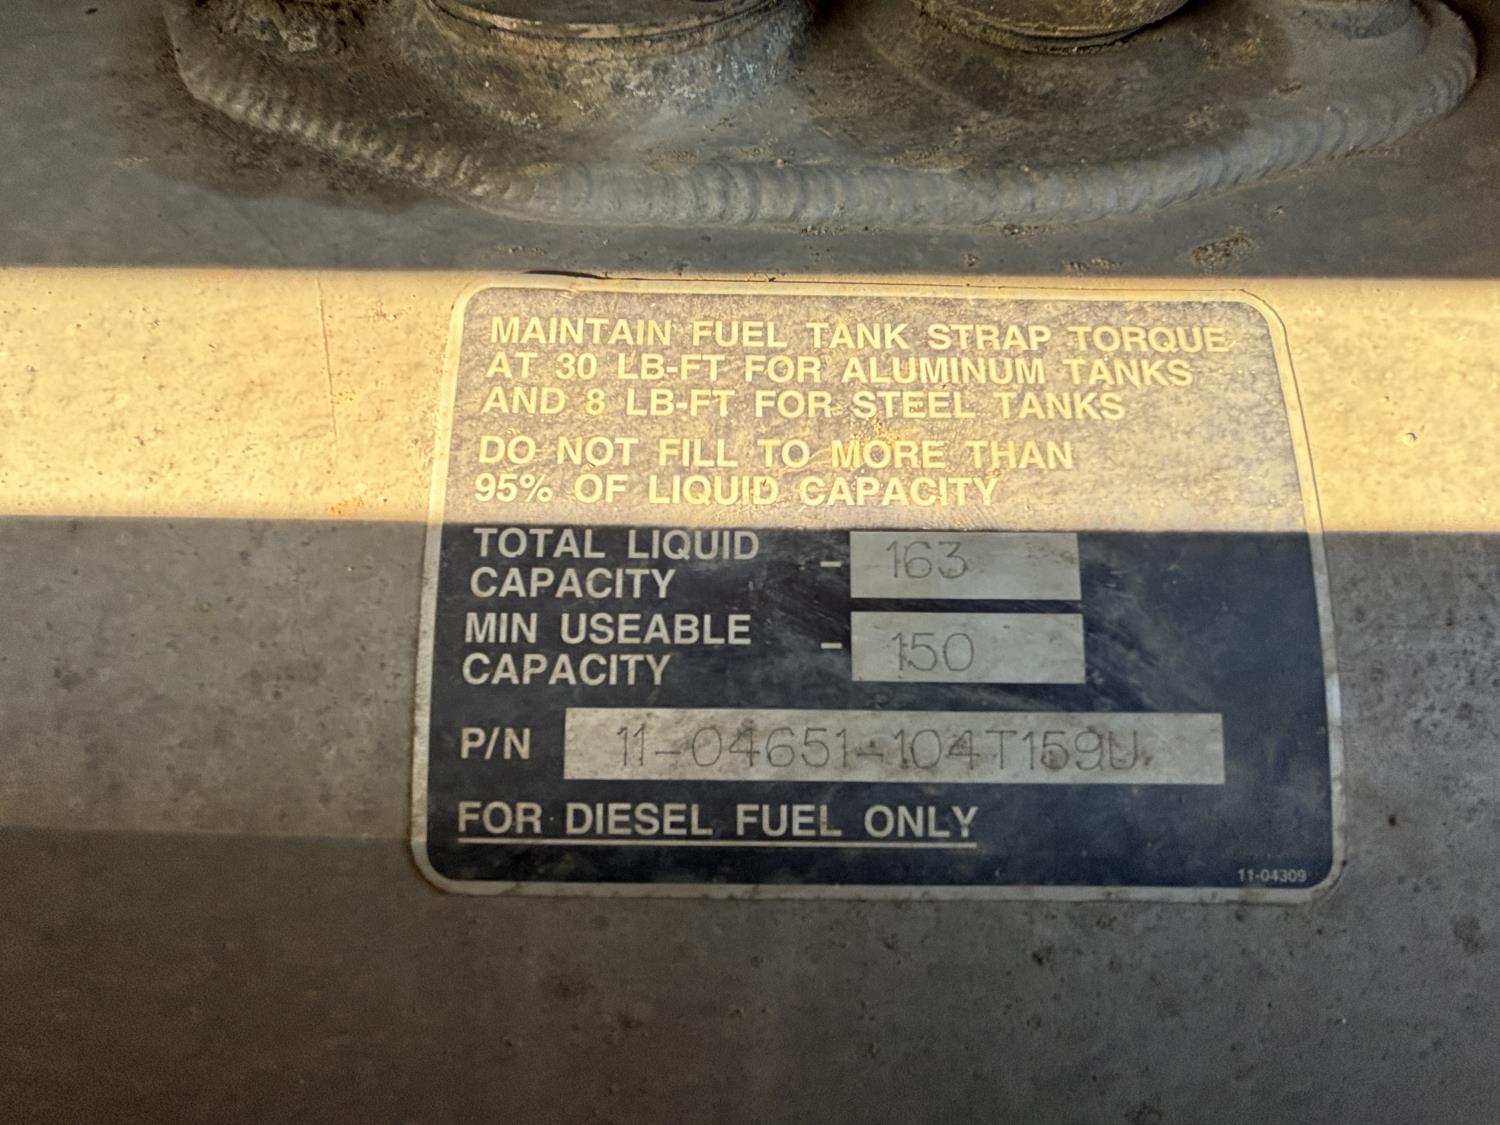 MAINTAIN FUEL TANK STRAP TORQUE
AT 30 LB-FT FOR ALUMINUM TANKS
AND 8 LB-FT FOR STEEL TANKS
DO NOT FILL TO MORE THAN
95% OF LIQUID CAPACITY
TOTAL LIQUID
CAPACITY - 163
MIN USEABLE
CAPACITY - 150
P/N 11-04651-104T159U
FOR DIESEL FUEL ONLY
11-04309